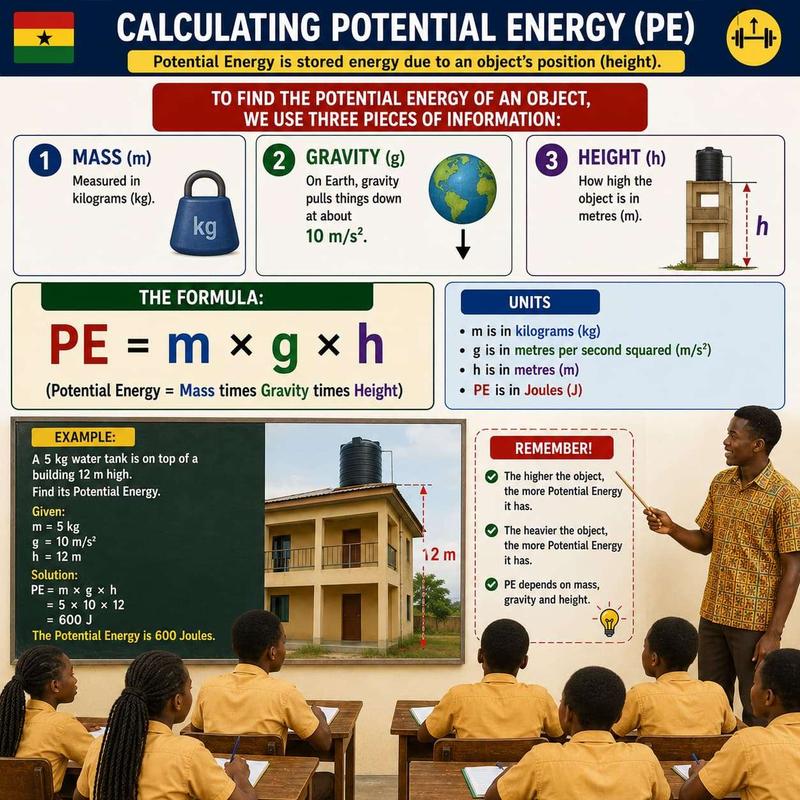 CALCULATING POTENTIAL ENERGY (PE)
Potential Energy is stored energy due to an object's position (height).
TO FIND THE POTENTIAL ENERGY OF AN OBJECT,
WE USE THREE PIECES OF INFORMATION:
1 MASS (m)
Measured in
kilograms (kg).
kg
2 GRAVITY (g)
On Earth, gravity
pulls things down
at about
10 m/s².
3 HEIGHT (h)
How high the
object is in
metres (m).
h
THE FORMULA:
PE = m × g × h
(Potential Energy = Mass times Gravity times Height)
UNITS
• m is in kilograms (kg)
• g is in metres per second squared (m/s²)
• h is in metres (m)
• PE is in Joules (J)
EXAMPLE:
A 5 kg water tank is on top of a
building 12 m high.
Find its Potential Energy.
Given:
m = 5 kg
g = 10 m/s²
h = 12 m
Solution:
PE = m × g × h
= 5 × 10 × 12
= 600 J
The Potential Energy is 600 Joules.
12 m
REMEMBER!
The higher the object,
the more Potential Energy
it has.
The heavier the object,
the more Potential Energy
it has.
PE depends on mass,
gravity and height.